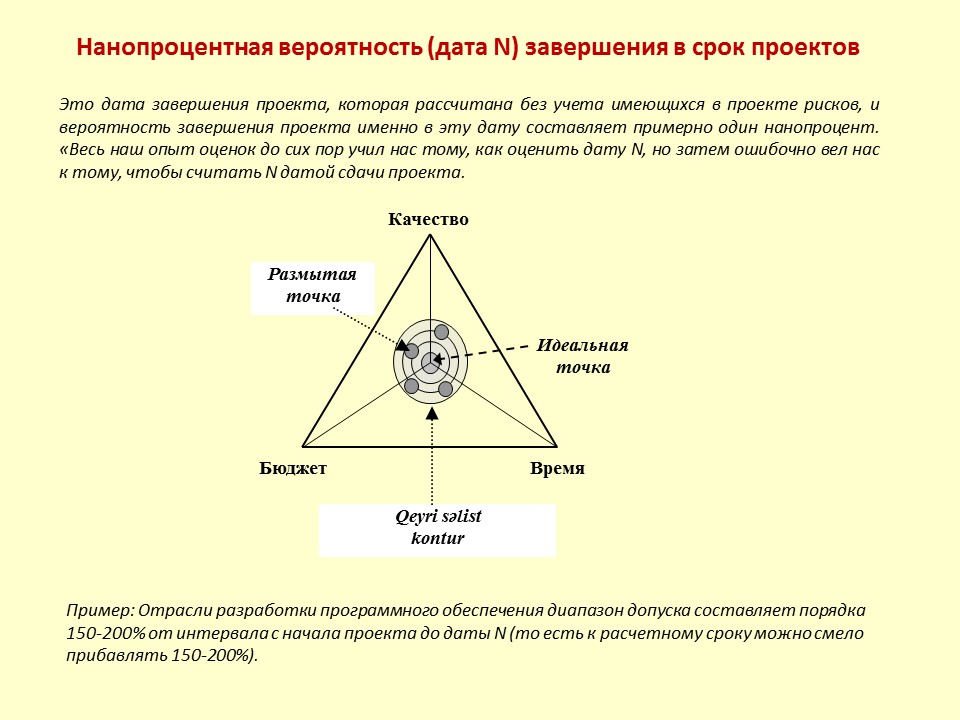 Нанопроцентная вероятность (дата N) завершения в срок проектов
Это дата завершения проекта, которая рассчитана без учета имеющихся в проекте рисков, и
вероятность завершения проекта именно в эту дату составляет примерно один нанопроцент.
«Весь наш опыт оценок до сих пор учил нас тому, как оценить дату N, но затем ошибочно вел нас
к тому, чтобы считать N датой сдачи проекта.
Качество
Размытая
точка
Идеальная
точка
Бюджет
Время
Qeyri səlist
kontur
Пример: Отрасли разработки программного обеспечения диапазон допуска составляет порядка
150-200% от интервала с начала проекта до даты N (то есть к расчетному сроку можно смело
прибавлять 150-200%).